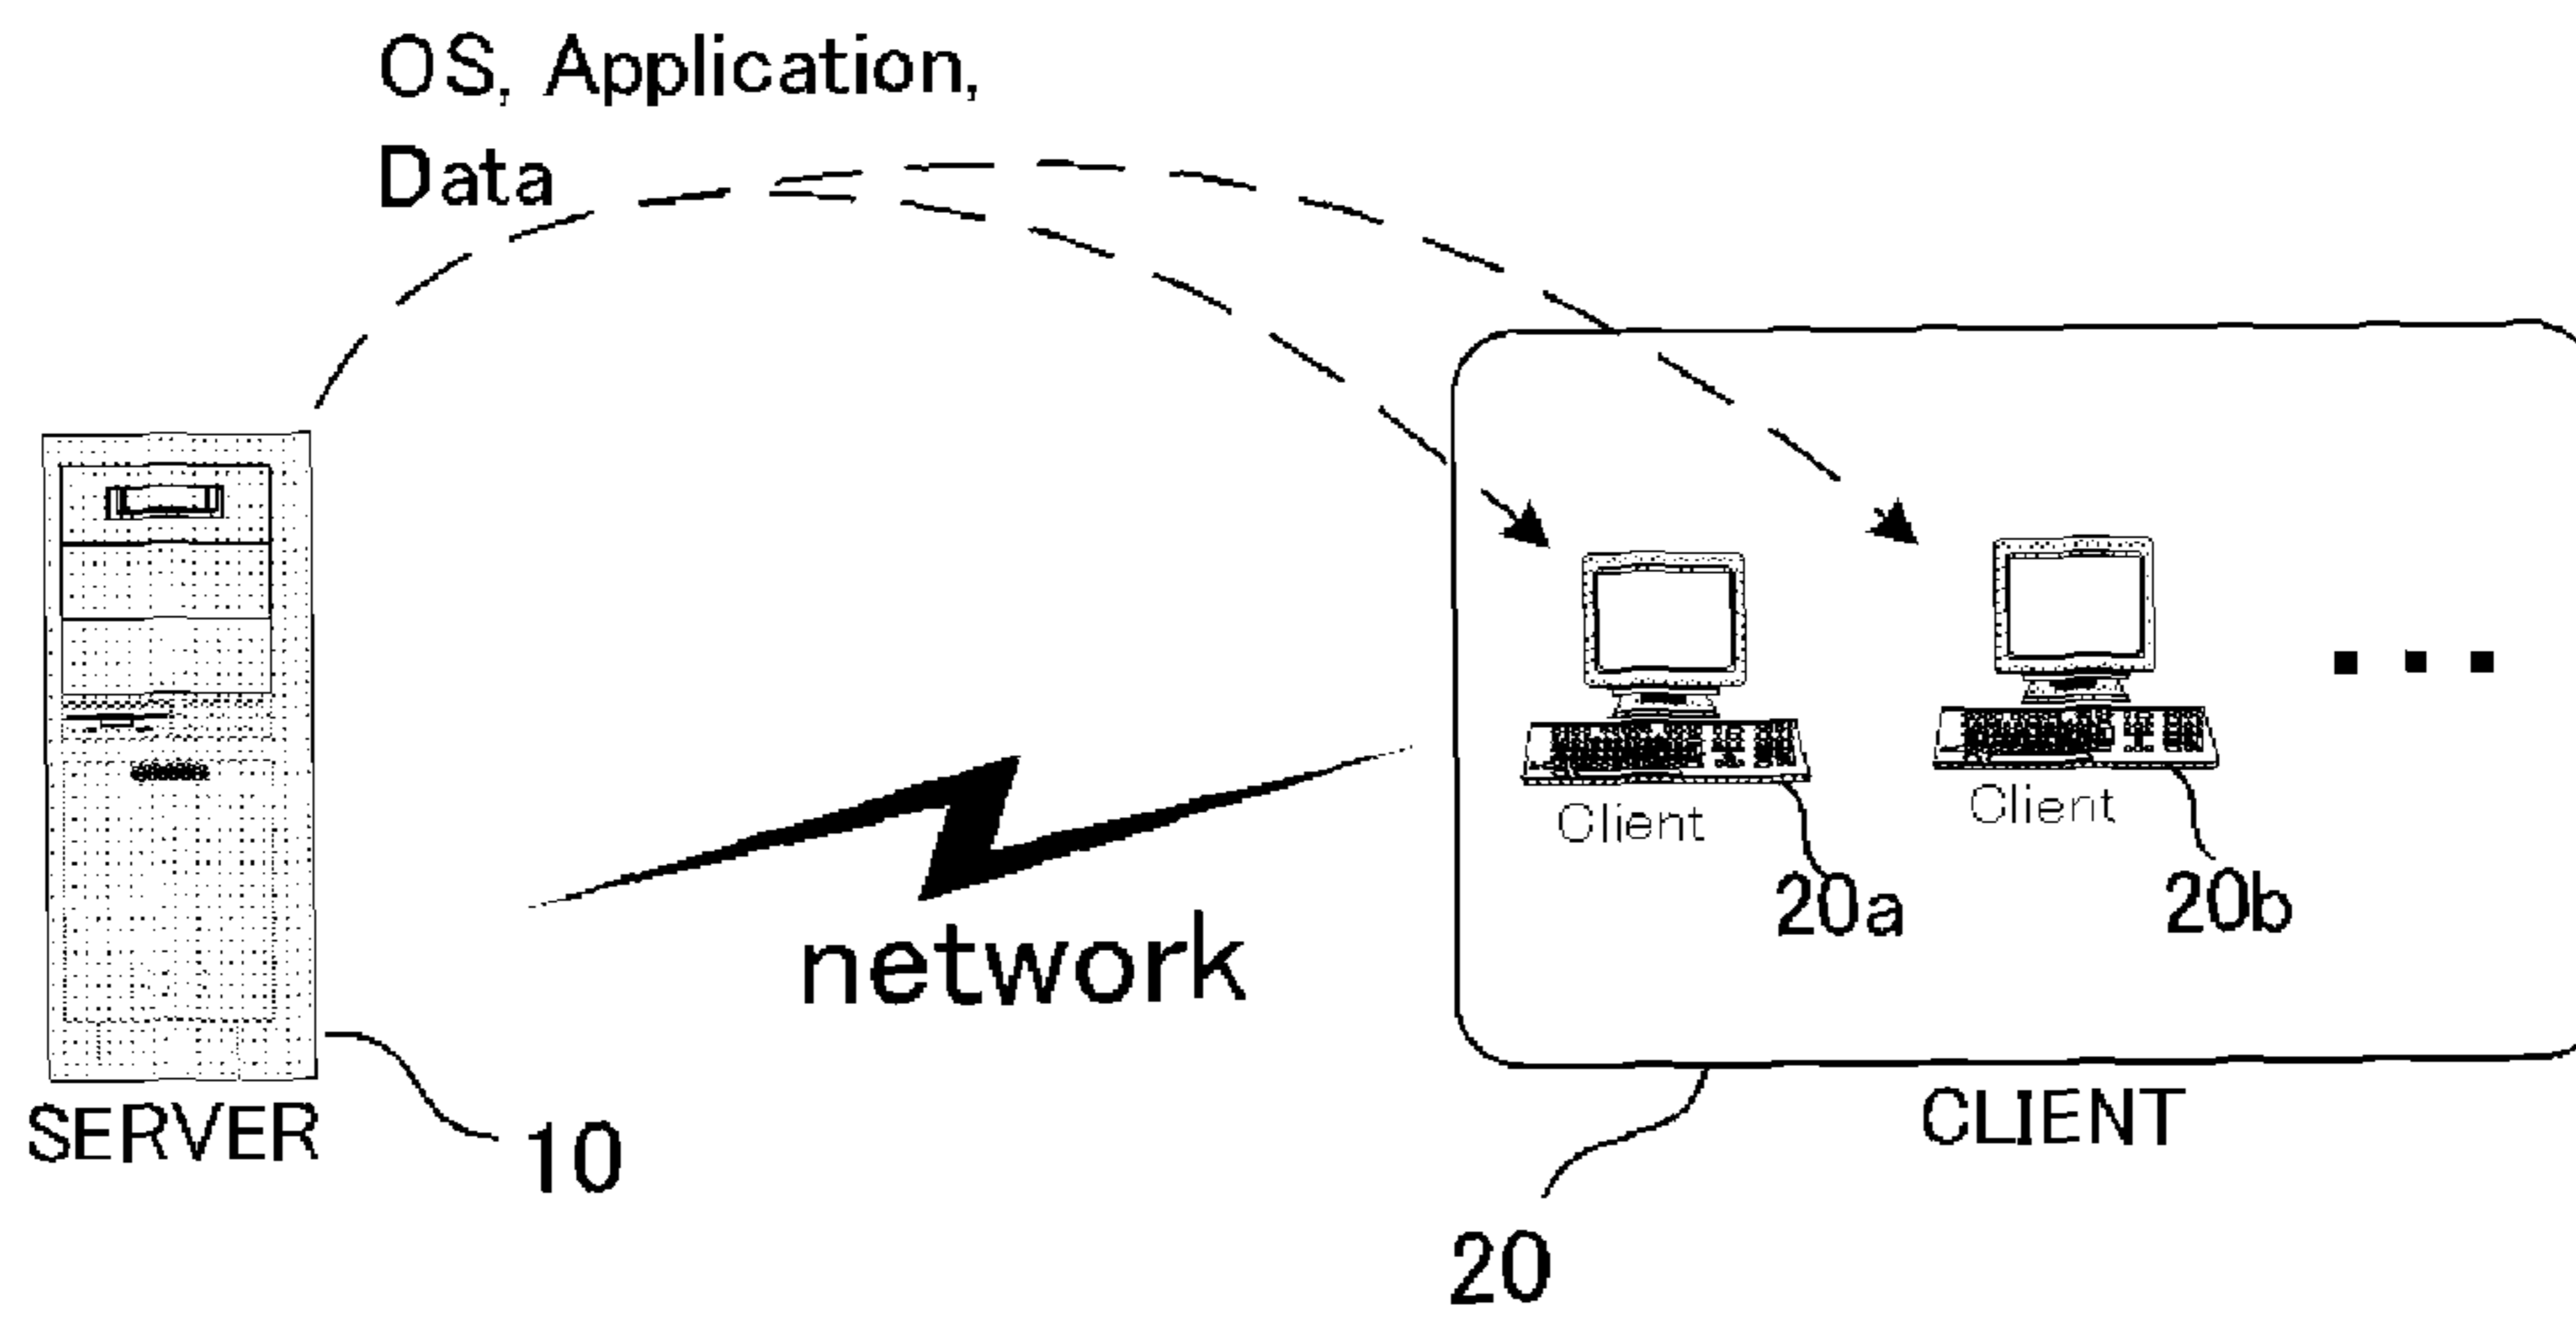 OS, Application,
Data
Client
Client
20a
20b
network
SERVER
10
CLIENT
20